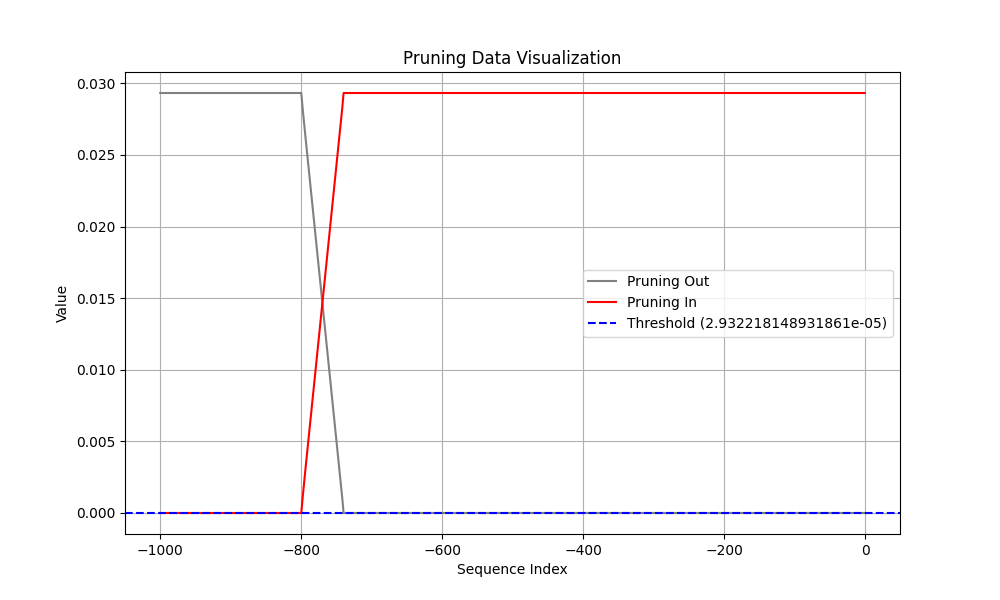 Pruning Data Visualization
0.030
0.025
0.020
0.015
0.010
0.005
0.000
Value
Pruning Out
Pruning In
Threshold (2.932218148931861e-05)
−1000 −800 −600 −400 −200 0
Sequence Index